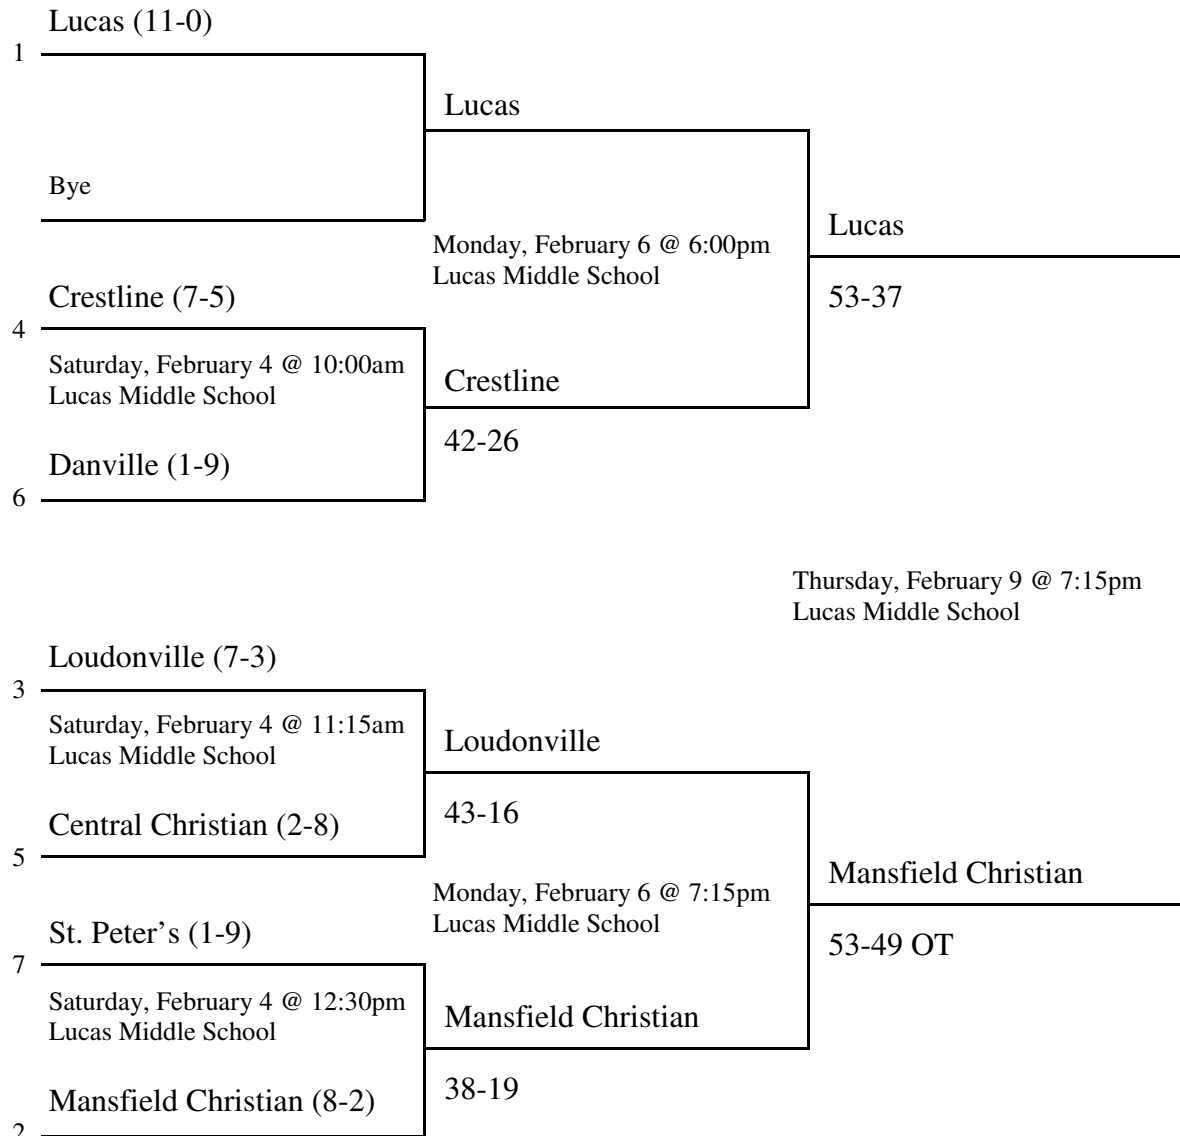 Lucas (11-0)
1
Lucas
Bye
Lucas
Monday, February 6 @ 6:00pm
Lucas Middle School
Crestline (7-5)
53-37
4
Saturday, February 4 @ 10:00am
Lucas Middle School
Crestline
42-26
Danville (1-9)
6
Thursday, February 9 @ 7:15pm
Lucas Middle School
Loudonville (7-3)
3
Saturday, February 4 @ 11:15am
Lucas Middle School
Loudonville
43-16
Central Christian (2-8)
5
Mansfield Christian
Monday, February 6 @ 7:15pm
Lucas Middle School
St. Peter’s (1-9)
53-49 OT
7
Saturday, February 4 @ 12:30pm
Lucas Middle School
Mansfield Christian
38-19
Mansfield Christian (8-2)
2